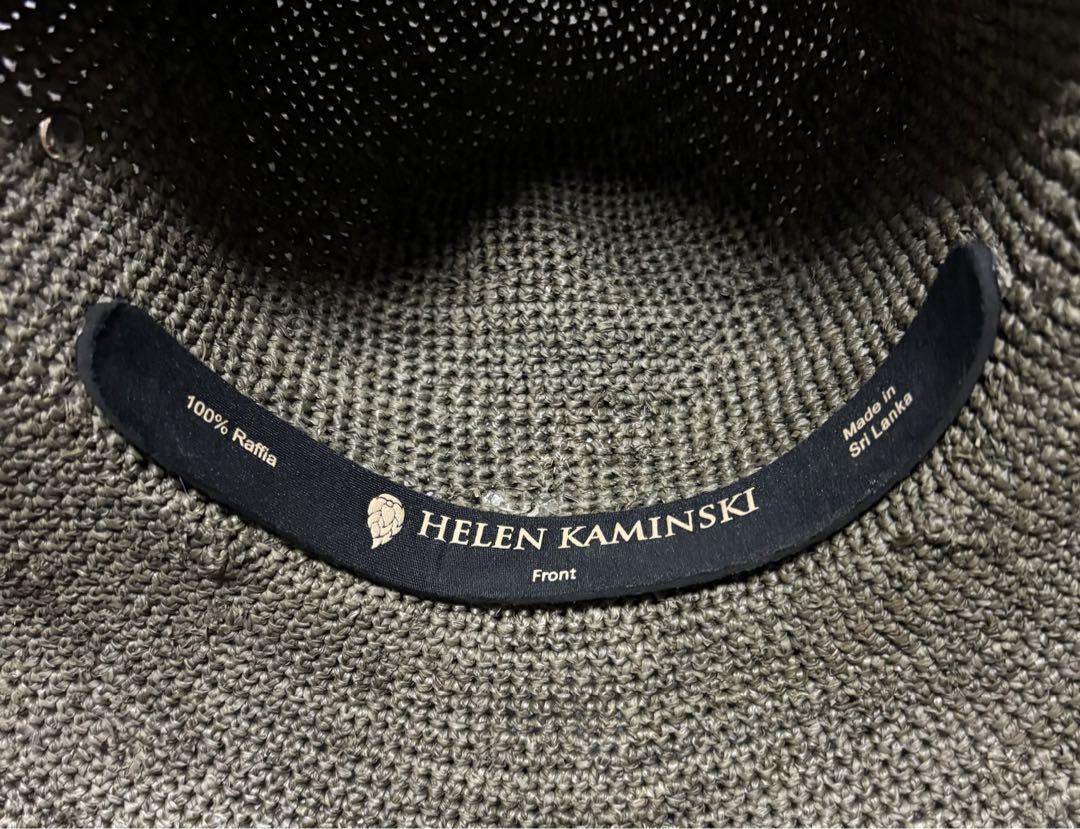 100% Raffia
HELEN KAMINSKI
Front
Made in
Sri Lanka